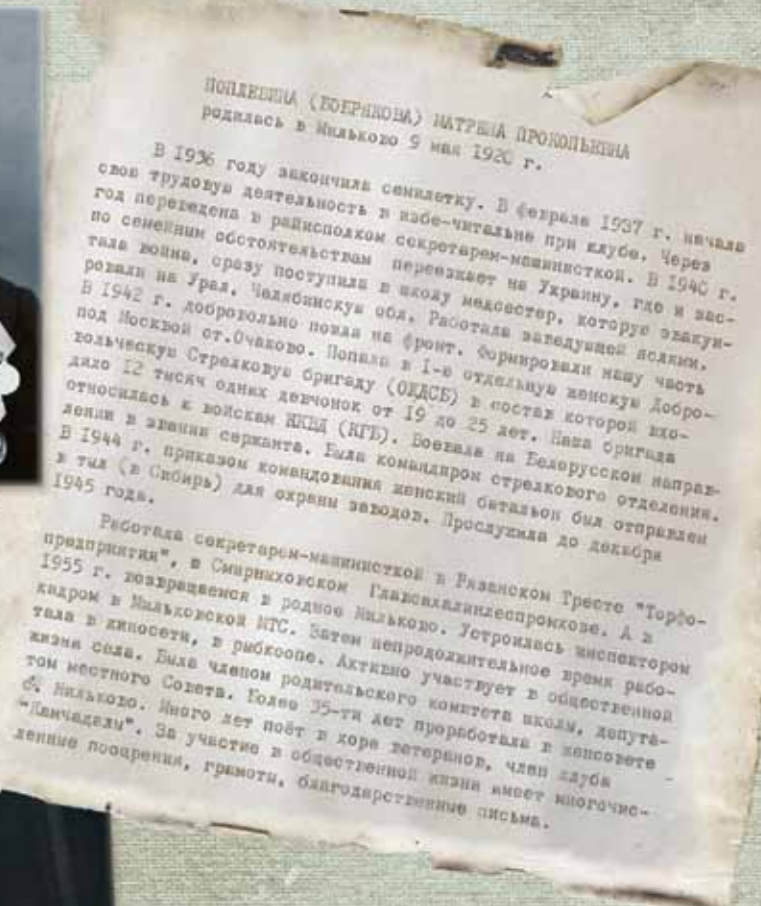 ПОПЛЕВИНА (БОБРЯКОВА) МАТРЕНА ПРОКОПЬЕВНА
родилась в Мильково 9 мая 1920 г.
В 1936 году закончила семилетку. В феврале 1937 г. начала
свою трудовую деятельность в избе-читальне при клубе. Через
год переведена в райисполком секретарем-машинисткой. В 1940 г.
по семейным обстоятельствам переезжает на Украину, где и зас-
тала война, сразу поступила в школу медсестер, которую эвакуи-
ровали на Урал, Челябинскую обл. Работала заведующей яслями.
В 1942 г. добровольно пошла на фронт. Формировали нашу часть
под Москвой ст.Очаково. Попала в I-ю отдельную женскую Добро-
вольческую Стрелковую бригаду (ОЖДСБ) в состав которой вхо-
дило 12 тысяч одних девчонок от 19 до 25 лет. Наша бригада
относилась к войскам НКВД (КГБ). Воевала на Белорусском направ-
лении в звании сержанта. Была командиром стрелкового отделения.
В 1944 г. приказом командования женский батальон был отправлен
в тыл (в Сибирь) для охраны заводов. Прослужила до декабря
1945 года.
Работала секретарем-машинисткой в Рязанском Тресте "Торфо-
предприятия", в Смирныховском Главсахалинлеспромхозе. А в
1955 г. возвращаемся в родное Мильково. Устроилась инспектором
кадров в Мильковской МТС. Затем непродолжительное время рабо-
тала в киносети, в рыбкоопе. Активно участвует в общественной
жизни села. Была членом родительского комитета школы, депута-
том местного Совета. Более 35-ти лет проработала в женсовете
с. Мильково. Много лет поёт в хоре ветеранов, член клуба
"Камчадалы". За участие в общественной жизни имеет многочис-
ленные поощрения, грамоты, благодарственные письма.